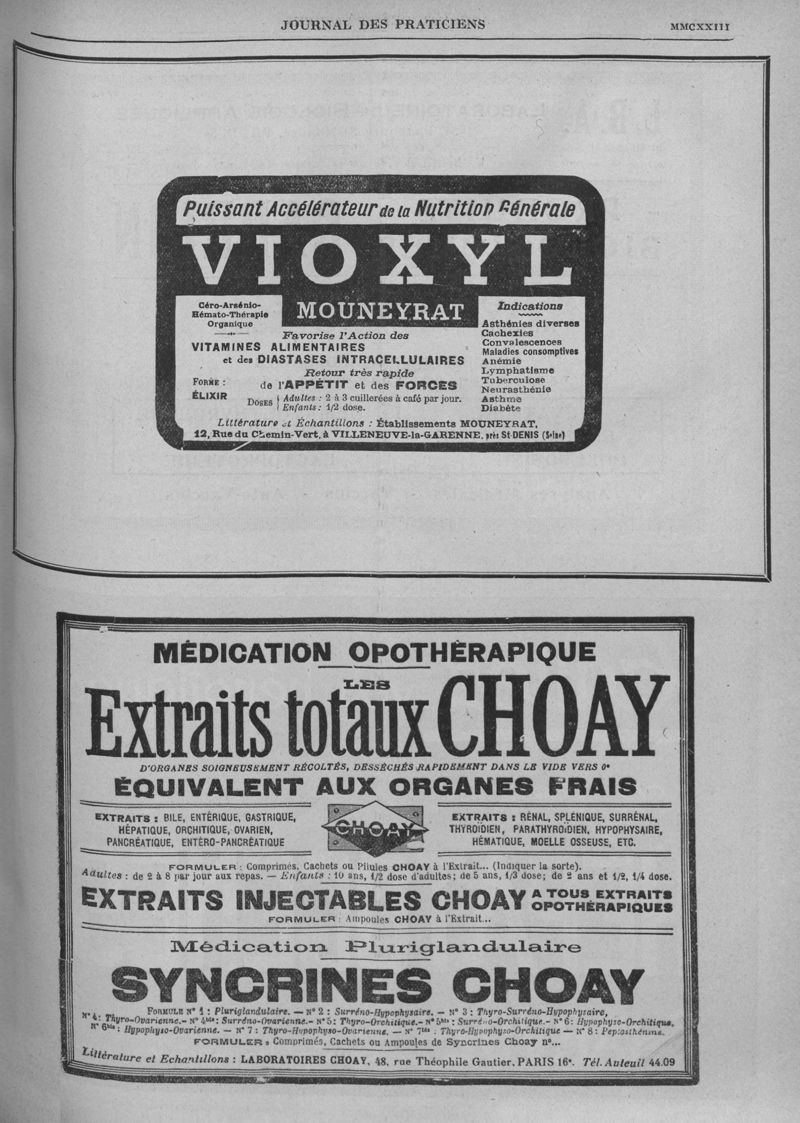 JOURNAL DES PRATICIENS
MMCXXIII
Puissant Accélérateur de la Nutrition Générale
VIOXYL
MOUNEYRAT
Céro-Arsénio-
Hémato-Thérapie
Organique
Favorise l'Action des
VITAMINES ALIMENTAIRES
et des DIASTASES INTRACELLULAIRES
Retour très rapide
de l'APPÉTIT et des FORCES
FORME :
ÉLIXIR
DOSES
Adultes : 2 à 3 cuillerées à café par jour.
Enfants : 1/2 dose.
Indications
Asthénies diverses
Cachexies
Convalescences
Maladies consomptives
Anémie
Lymphatisme
Tuberculose
Neurasthénie
Asthme
Diabète
Littérature et Échantillons : Établissements MOUNEYRAT,
12, Rue du Chemin-Vert, à VILLENEUVE-la-GARENNE, près St-DENIS (Seine)
MÉDICATION OPOTHÉRAPIQUE
LES
Extraits totaux CHOAY
D'ORGANES SOIGNEUSEMENT RÉCOLTÉS, DESSÉCHÉS RAPIDEMENT DANS LE VIDE VERS 0°
ÉQUIVALENT AUX ORGANES FRAIS
EXTRAITS : BILE, ENTÉRIQUE, GASTRIQUE,
HÉPATIQUE, ORCHITIQUE, OVARIEN,
PANCRÉATIQUE, ENTÉRO-PANCRÉATIQUE
CHOAY
EXTRAITS : RÉNAL, SPLÉNIQUE, SURRÉNAL,
THYROIDIEN, PARATHYROÏDIEN, HYPOPHYSAIRE,
HÉMATIQUE, MOELLE OSSEUSE, ETC.
FORMULER : Comprimés, Cachets ou Pilules CHOAY à l'Extrait... (Indiquer la sorte).
Adultes : de 2 à 8 par jour aux repas. — Enfants : 10 ans, 1/2 dose d'adultes; de 5 ans, 1/3 dose; de 2 ans et 1/2, 1/4 dose.
EXTRAITS INJECTABLES CHOAY A TOUS EXTRAITS
OPOTHÉRAPIQUES
FORMULER : Ampoules CHOAY à l'Extrait...
Médication Pluriglandulaire
SYNCRINES CHOAY
FORMULE N° 1 : Pluriglandulaire. — N° 2 : Surréno-Hypophysaire. — N° 3 : Thyro-Surréno-Hypophysaire,
N° 4 : Thyro-Ovarienne. - N° 4bis : Surréno-Ovarienne. - N° 5 : Thyro-Orchitique. - N° 5bis : Surréno-Orchitique. - N° 6 : Hypophyso-Orchitique,
N° 6bis : Hypophyso-Ovarienne. — N° 7 : Thyro-Hypophyso-Ovarienne. — N° 7bis : Thyro-Hypophyso-Orchitique — N° 8 : Pepsosthénine.
FORMULER : Comprimés, Cachets ou Ampoules de Syncrines Choay n°...
Littérature et Echantillons : LABORATOIRES CHOAY, 48, rue Théophile Gautier, PARIS 16e. Tél. Auteuil 44.09